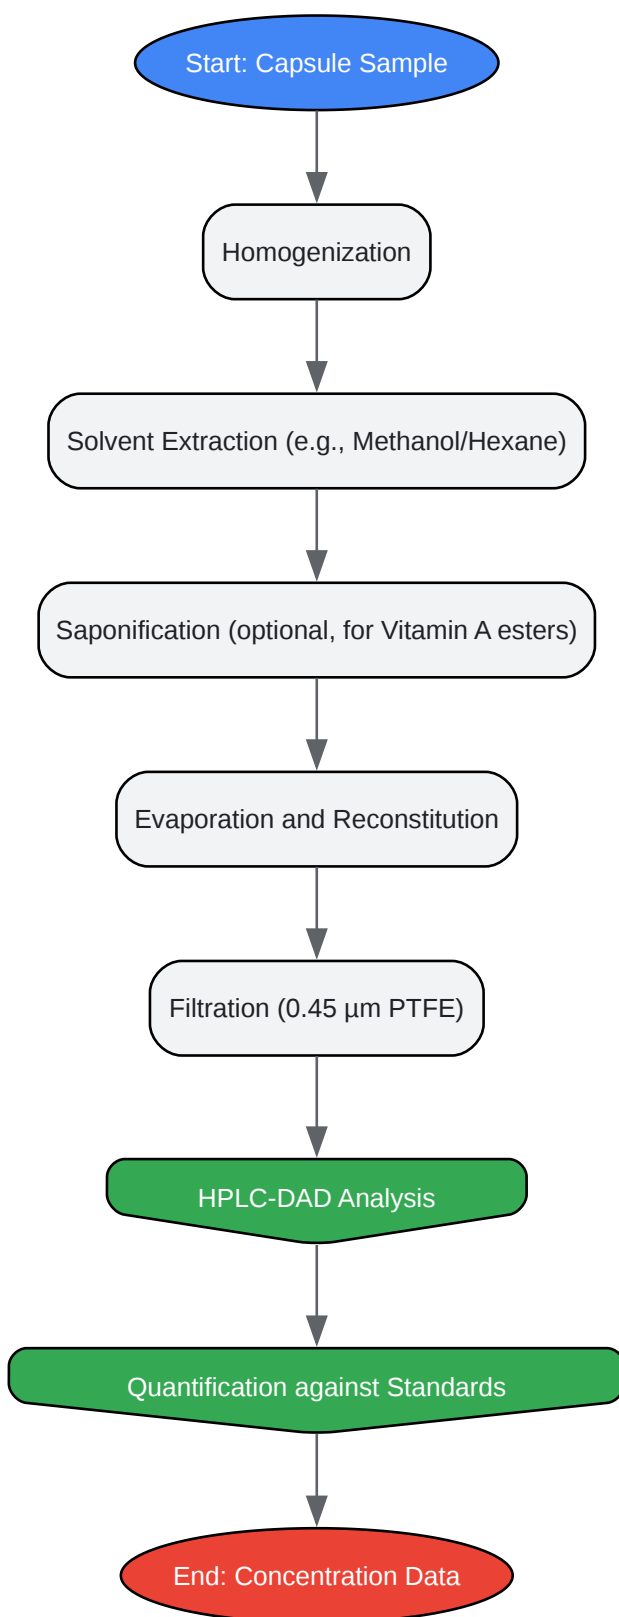 Start: Capsule Sample
Homogenization
Solvent Extraction (e.g., Methanol/Hexane)
Saponification (optional, for Vitamin A esters)
Evaporation and Reconstitution
Filtration (0.45 µm PTFE)
HPLC-DAD Analysis
Quantification against Standards
End: Concentration Data